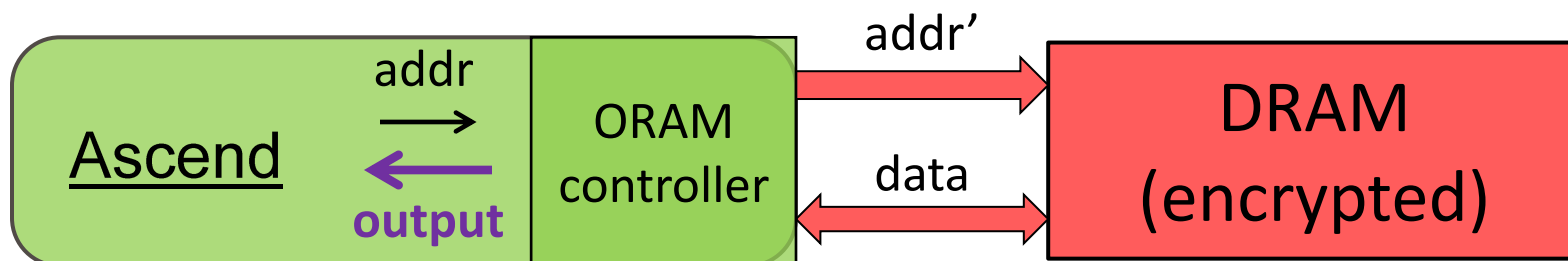 Ascend
addr
output
ORAM
controller
addr’
data
DRAM
(encrypted)